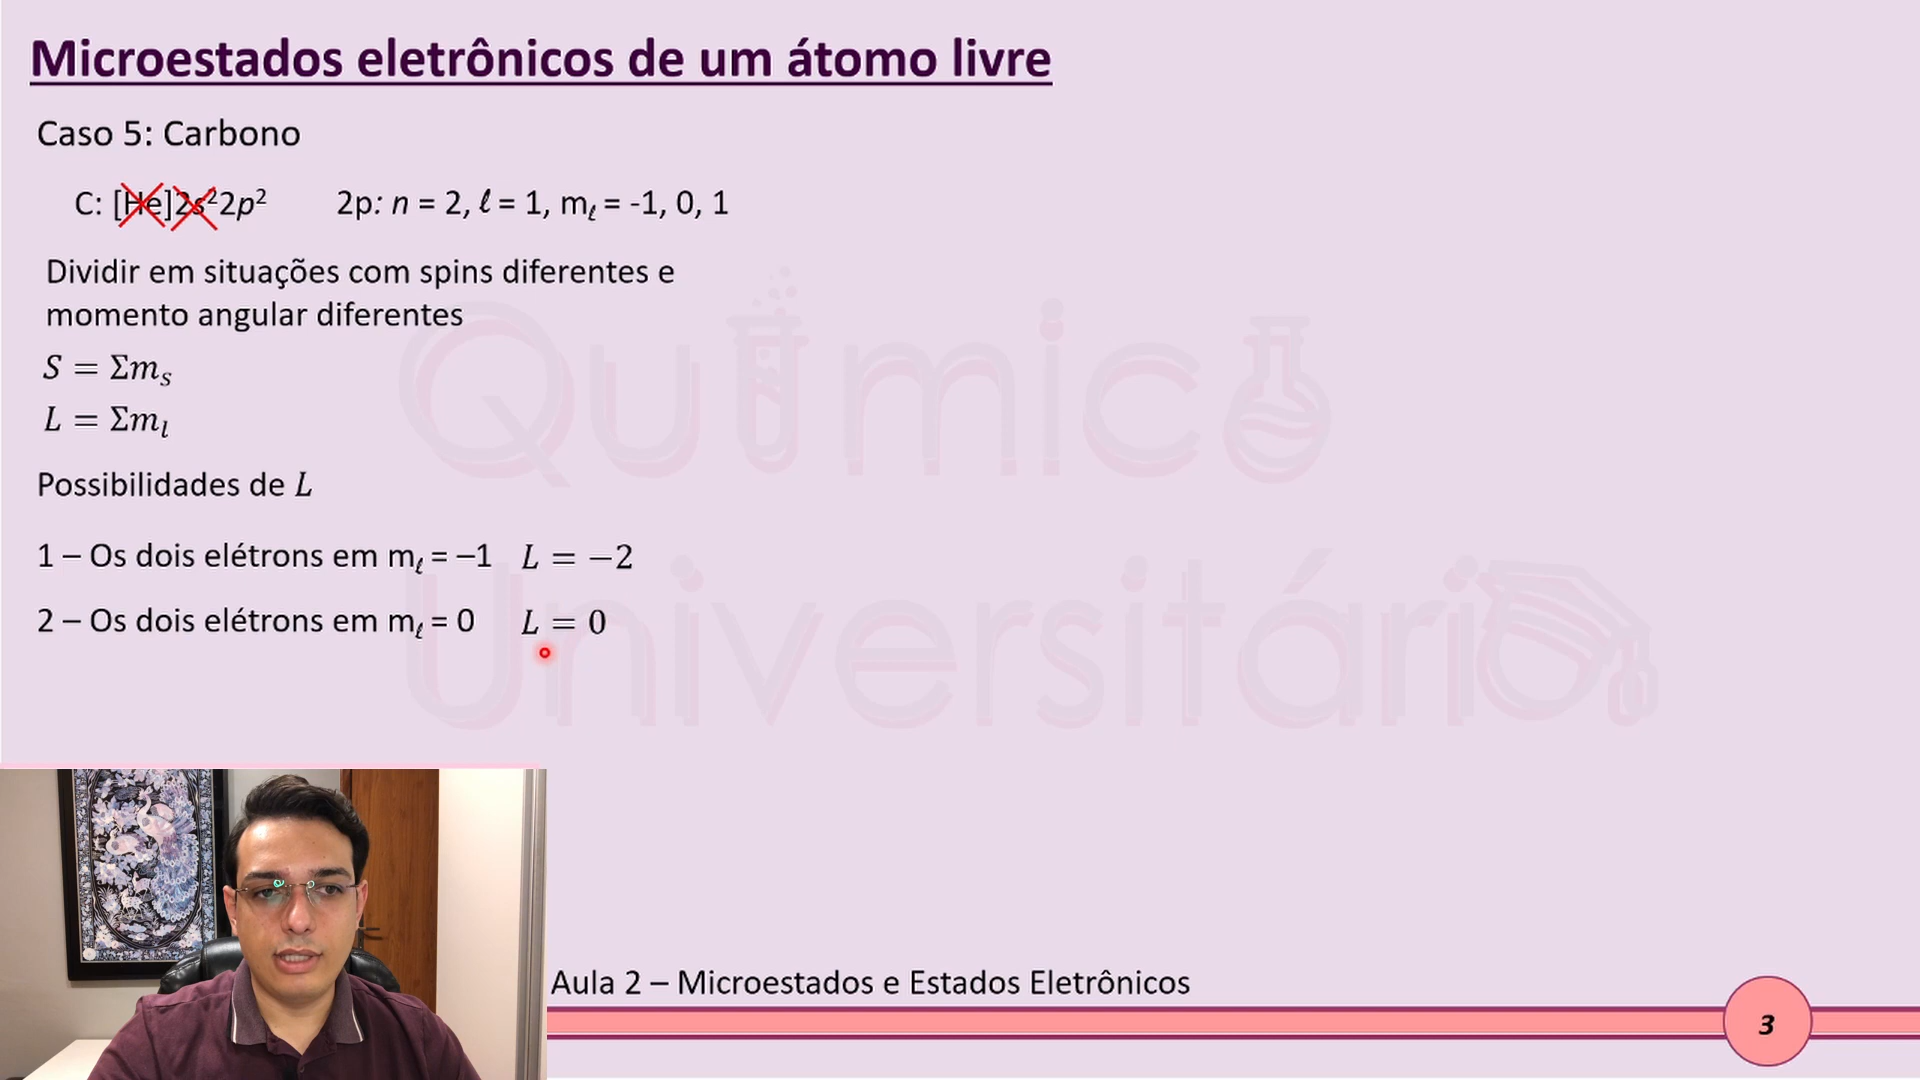 Microestados eletrônicos de um átomo livre
Caso 5: Carbono
C: [He]2s²2p² 2p: n = 2, ℓ = 1, mℓ = -1, 0, 1
Dividir em situações com spins diferentes e
momento angular diferentes
S = Σmₛ
L = Σmₗ
Possibilidades de L
1 – Os dois elétrons em mℓ = –1 L = −2
2 – Os dois elétrons em mℓ = 0 L = 0
Químico
Universitário
Aula 2 – Microestados e Estados Eletrônicos
3